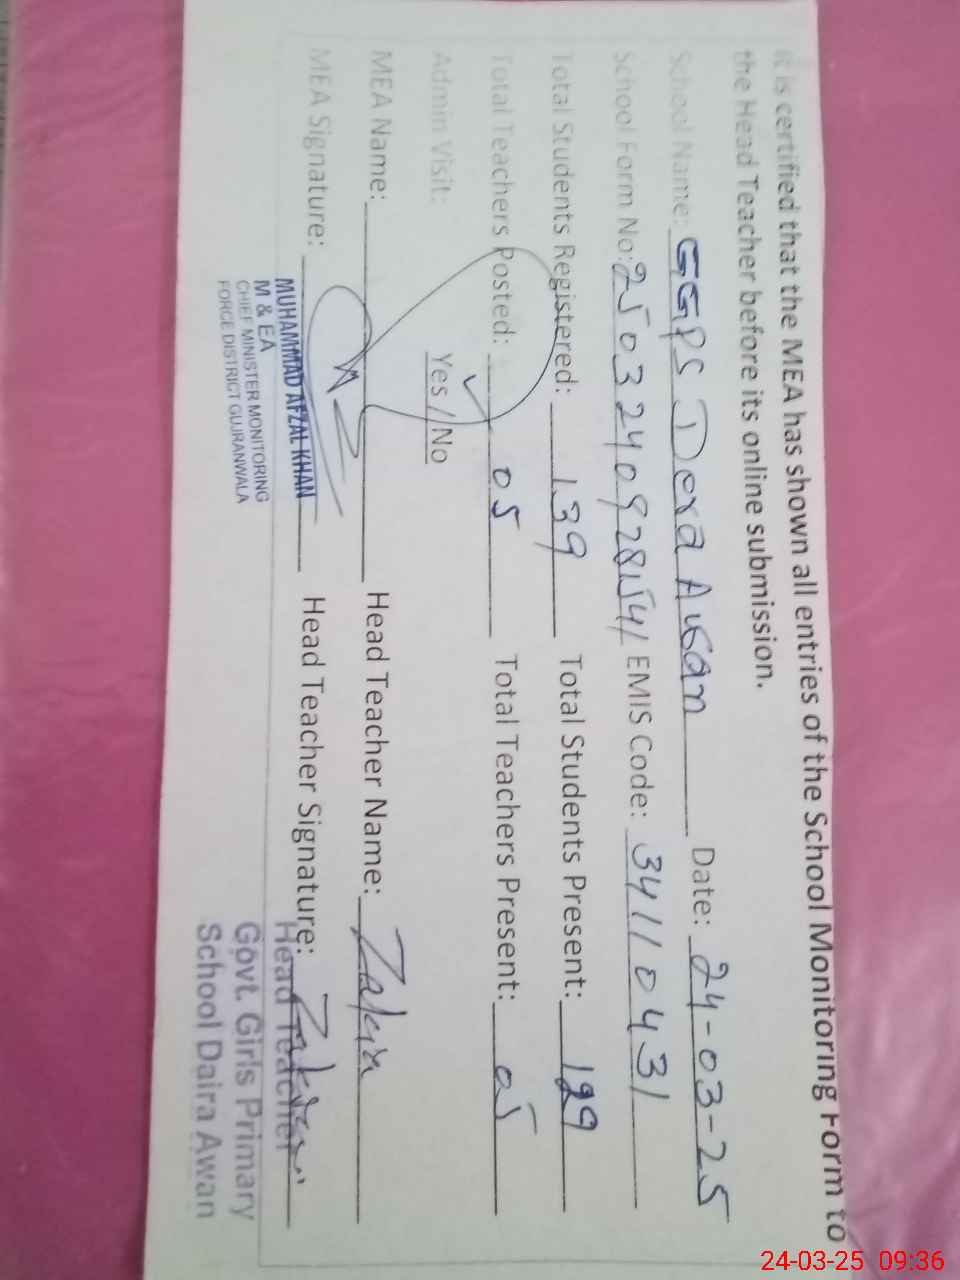 It is certified that the MEA has shown all entries of the School Monitoring Form to
the Head Teacher before its online submission.
School Name: GGPS Dera Awan Date: 24-03-25
School Form No: 2503240928541 EMIS Code: 34110431
Total Students Registered: 139 Total Students Present: 129
Total Teachers Posted: 05 Total Teachers Present: 05
Admin Visit: Yes / No
MEA Name: Head Teacher Name: Zakia
MEA Signature: Head Teacher Signature: Zakia
MUHAMMAD AFZAL KHAN
M & EA
CHIEF MINISTER MONITORING
FORCE DISTRICT GUJRANWALA
Head Teacher
Govt. Girls Primary
School Daira Awan
24-03-25 09:36